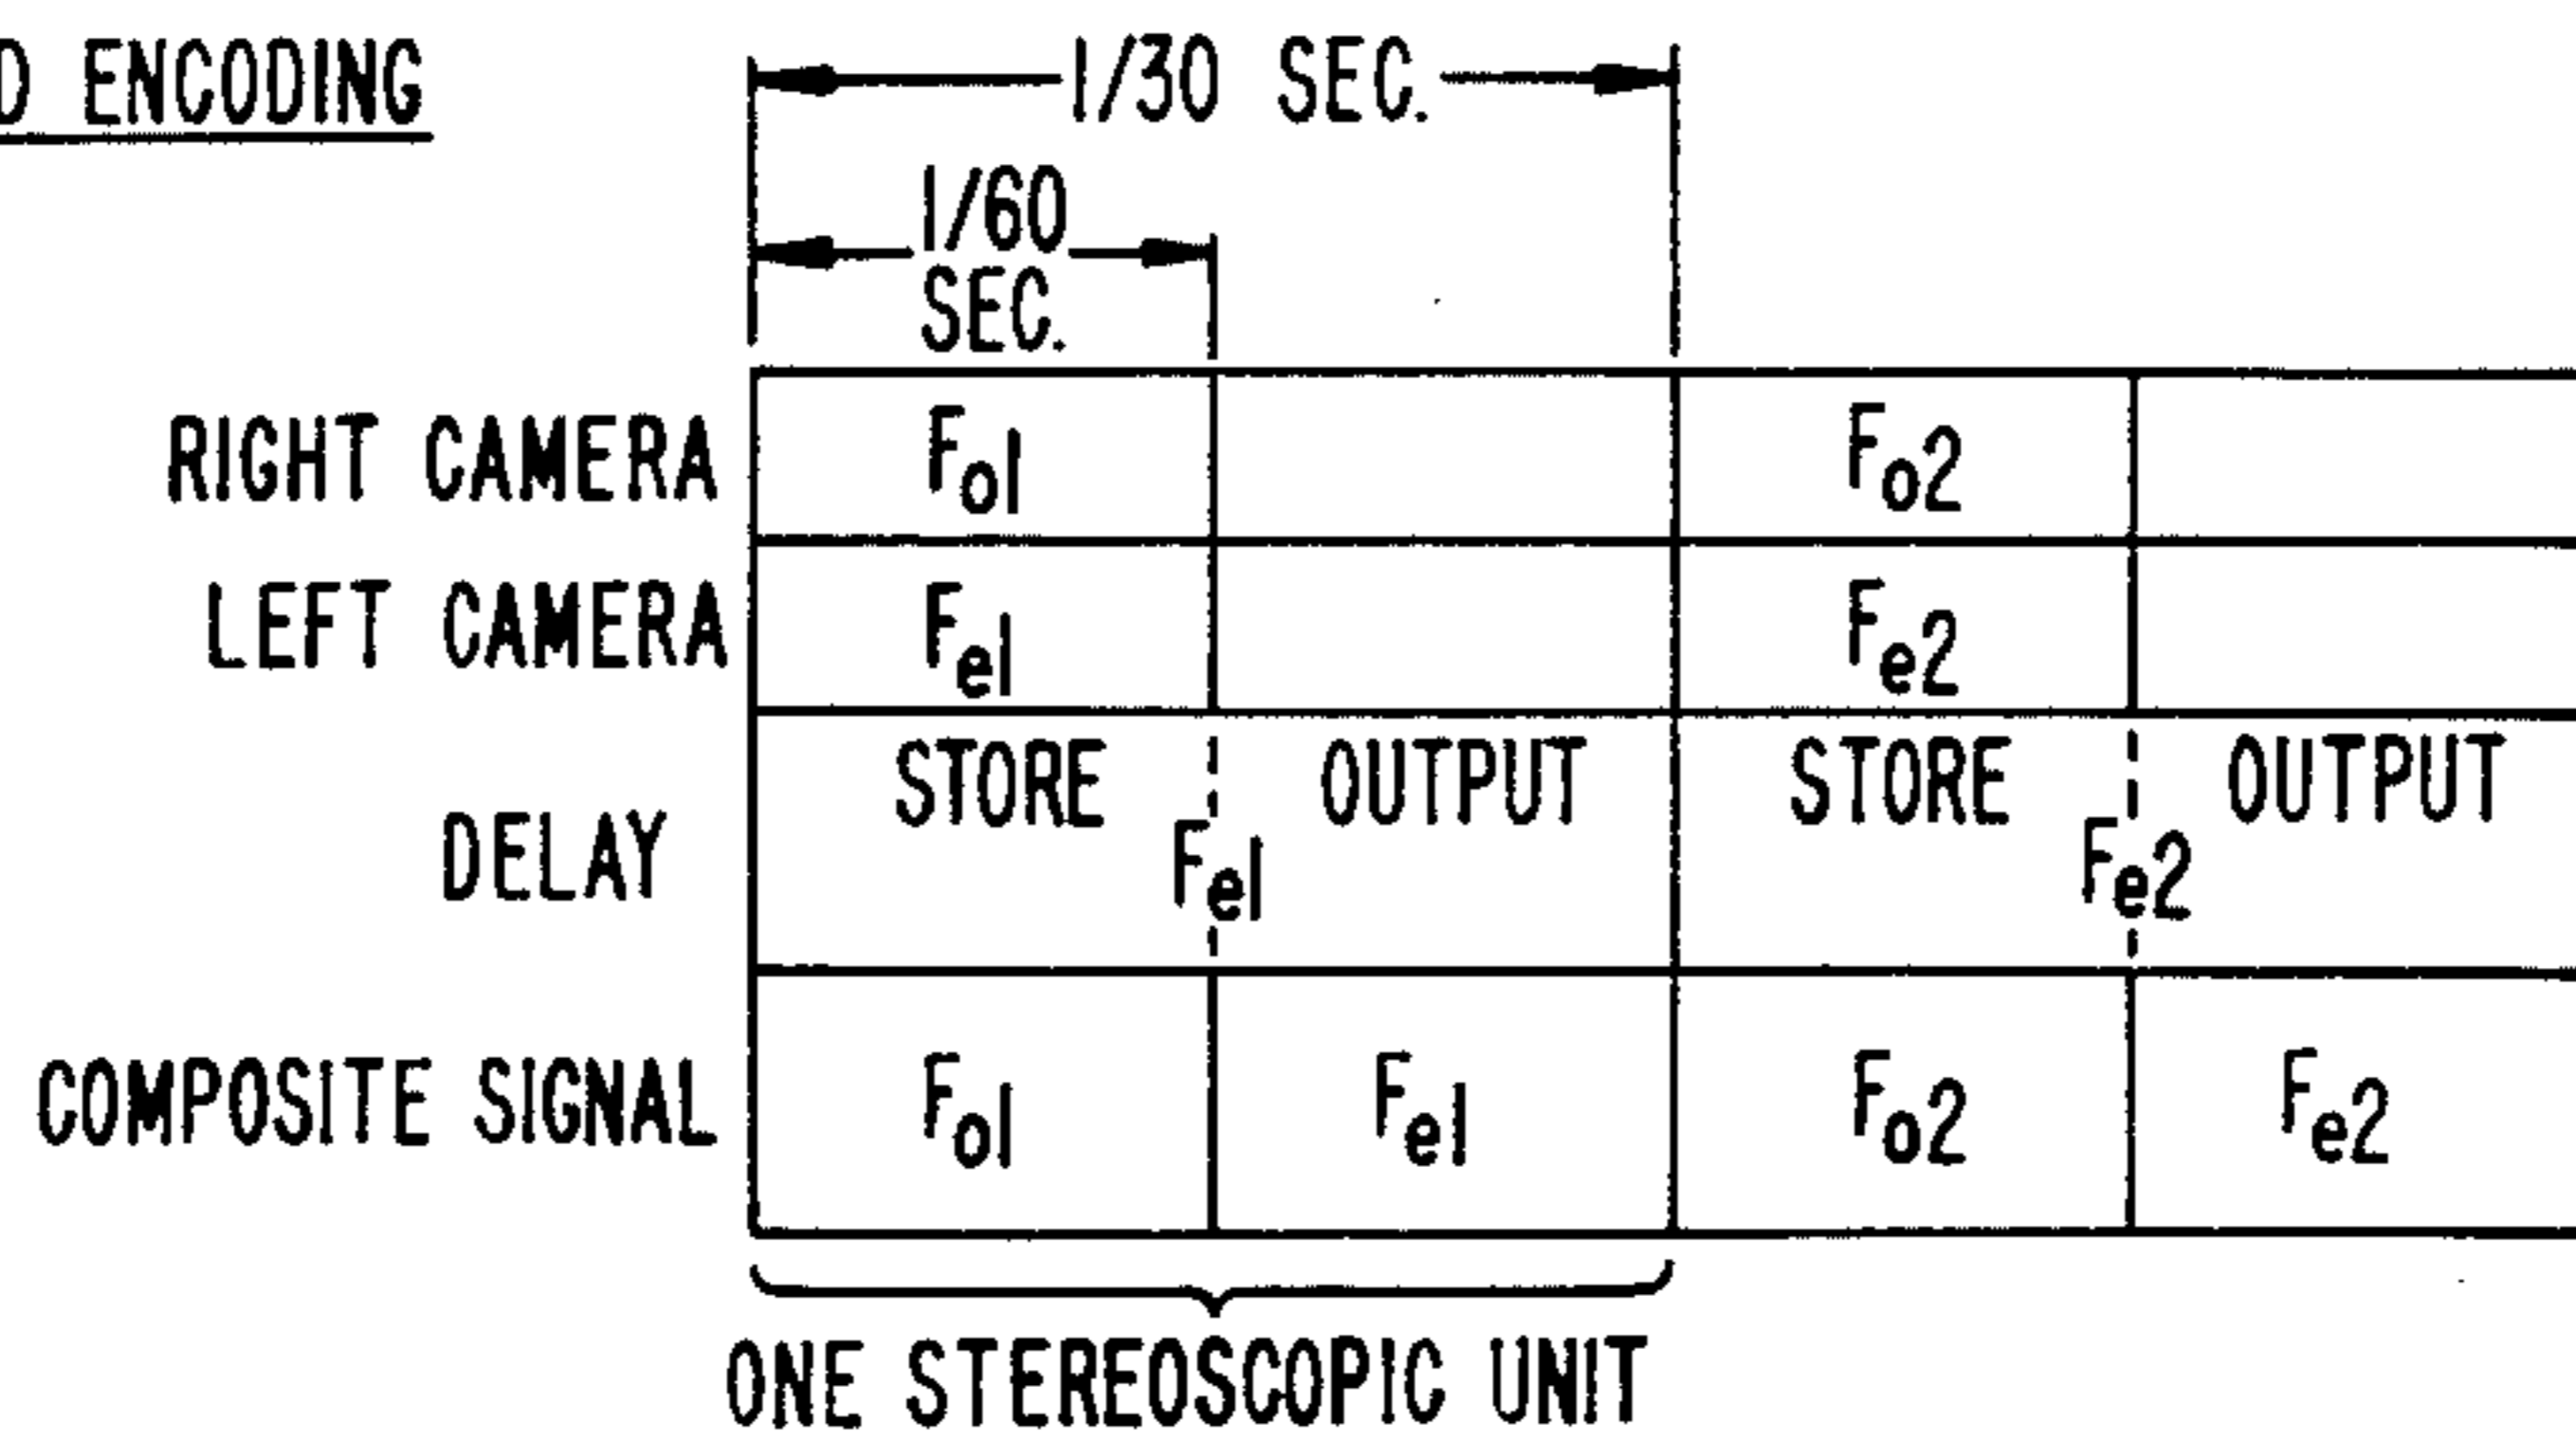 D ENCODING
1/30 SEC.
1/60
SEC.
RIGHT CAMERA Fo1 Fo2
LEFT CAMERA Fe1 Fe2
STORE OUTPUT STORE OUTPUT
DELAY Fe1 Fe2
COMPOSITE SIGNAL Fo1 Fe1 Fo2 Fe2
ONE STEREOSCOPIC UNIT